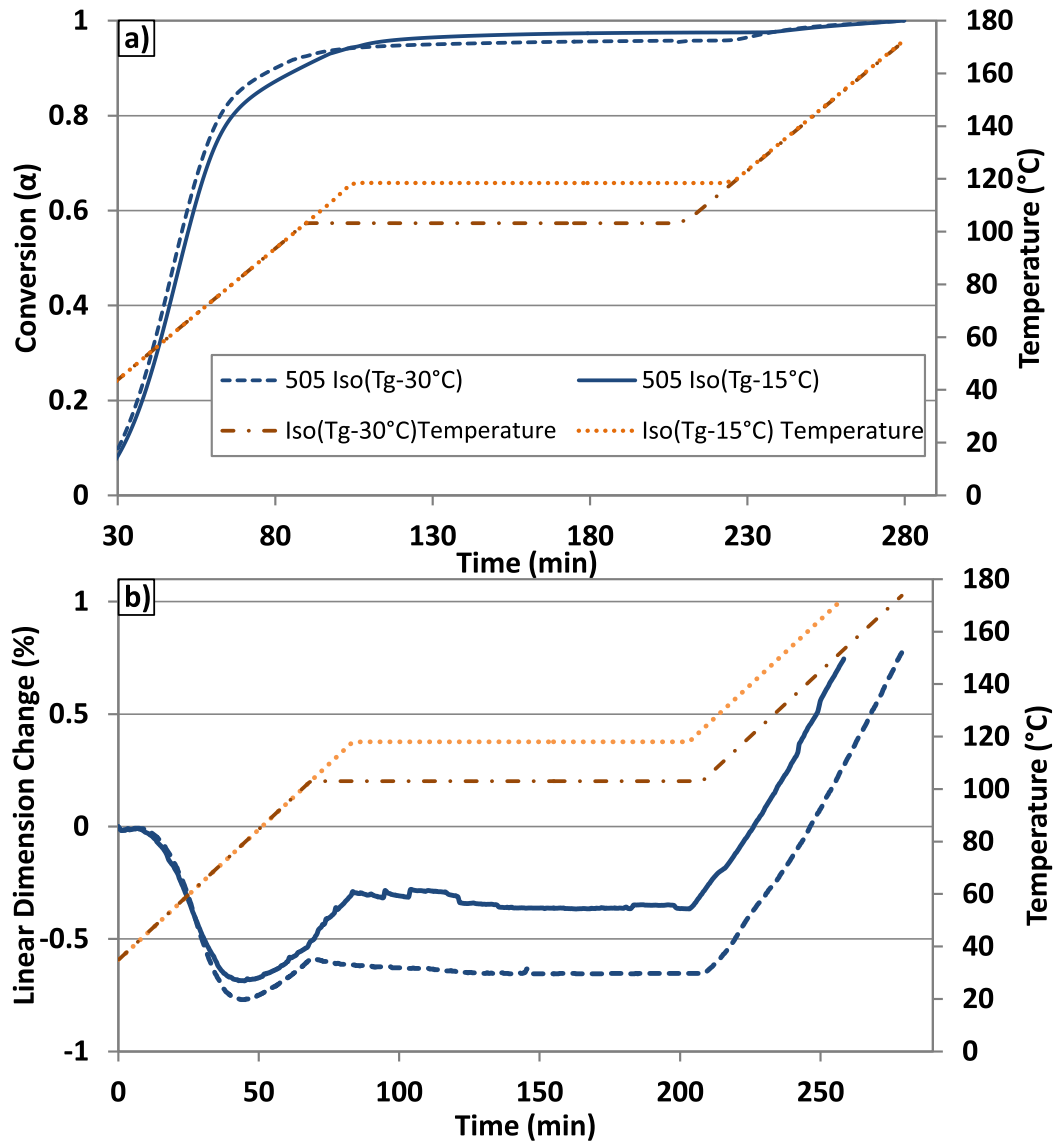 a)
1
0.8
0.6
0.4
0.2
0
Conversion (α)
180
160
140
120
100
80
60
40
20
0
Temperature (°C)
505 Iso(Tg-30°C) 505 Iso(Tg-15°C)
Iso(Tg-30°C)Temperature Iso(Tg-15°C) Temperature
30 80 130 180 230 280
Time (min)
b)
1
0.5
0
-0.5
-1
Linear Dimension Change (%)
180
160
140
120
100
80
60
40
20
0
Temperature (°C)
0 50 100 150 200 250
Time (min)